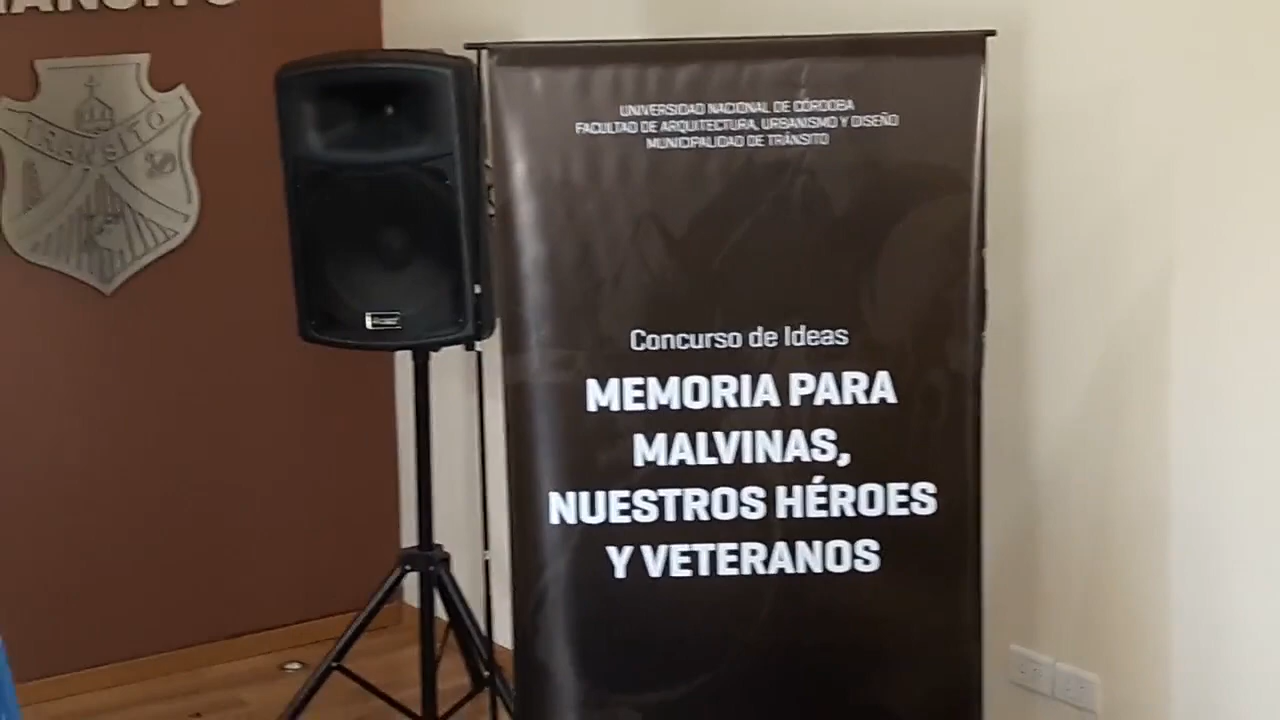 TRANSITO
UNIVERSIDAD NACIONAL DE CÓRDOBA
FACULTAD DE ARQUITECTURA, URBANISMO Y DISEÑO
MUNICIPALIDAD DE TRÁNSITO
Concurso de Ideas
MEMORIA PARA
MALVINAS,
NUESTROS HÉROES
Y VETERANOS